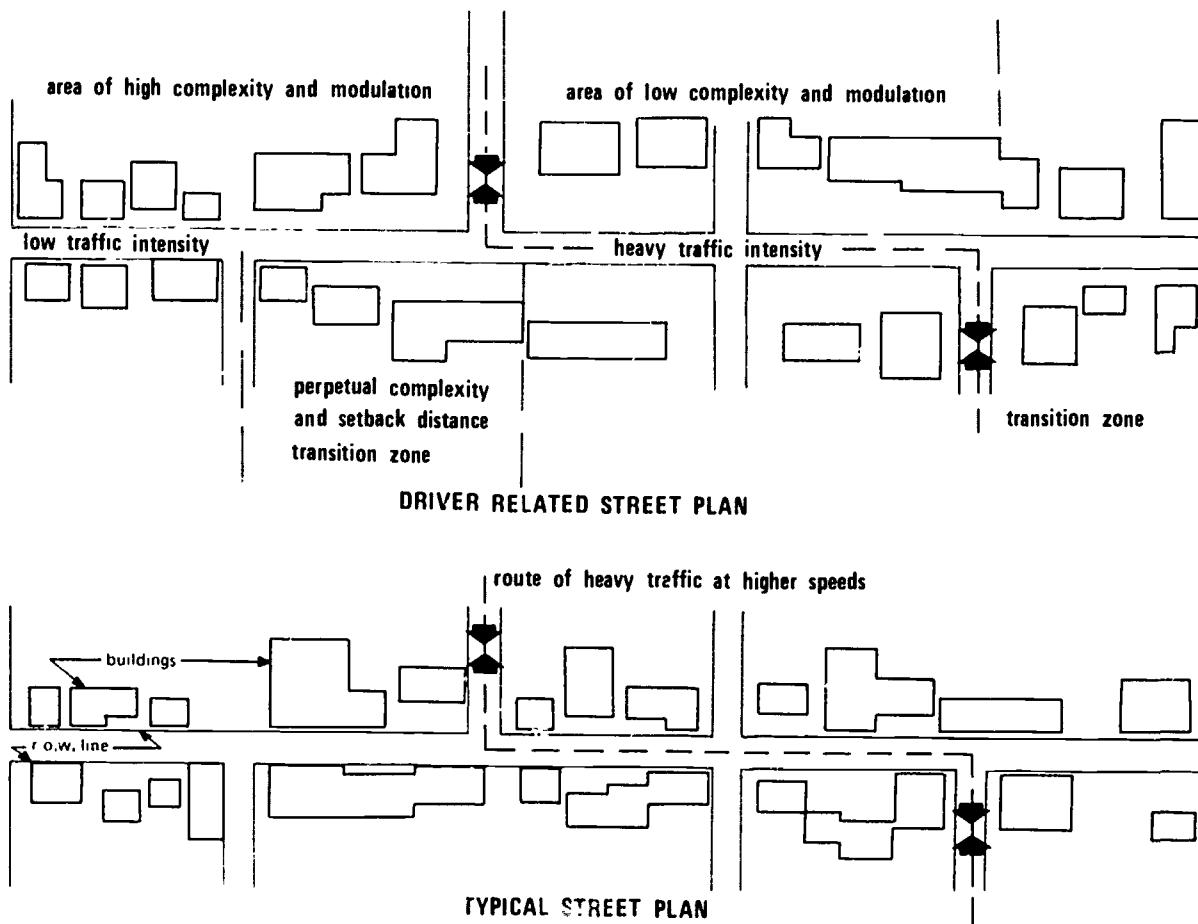 area of high complexity and modulation
area of low complexity and modulation
low traffic intensity
heavy traffic intensity
perpetual complexity
and setback distance
transition zone
transition zone
DRIVER RELATED STREET PLAN
route of heavy traffic at higher speeds
buildings
r.o.w. line
TYPICAL STREET PLAN